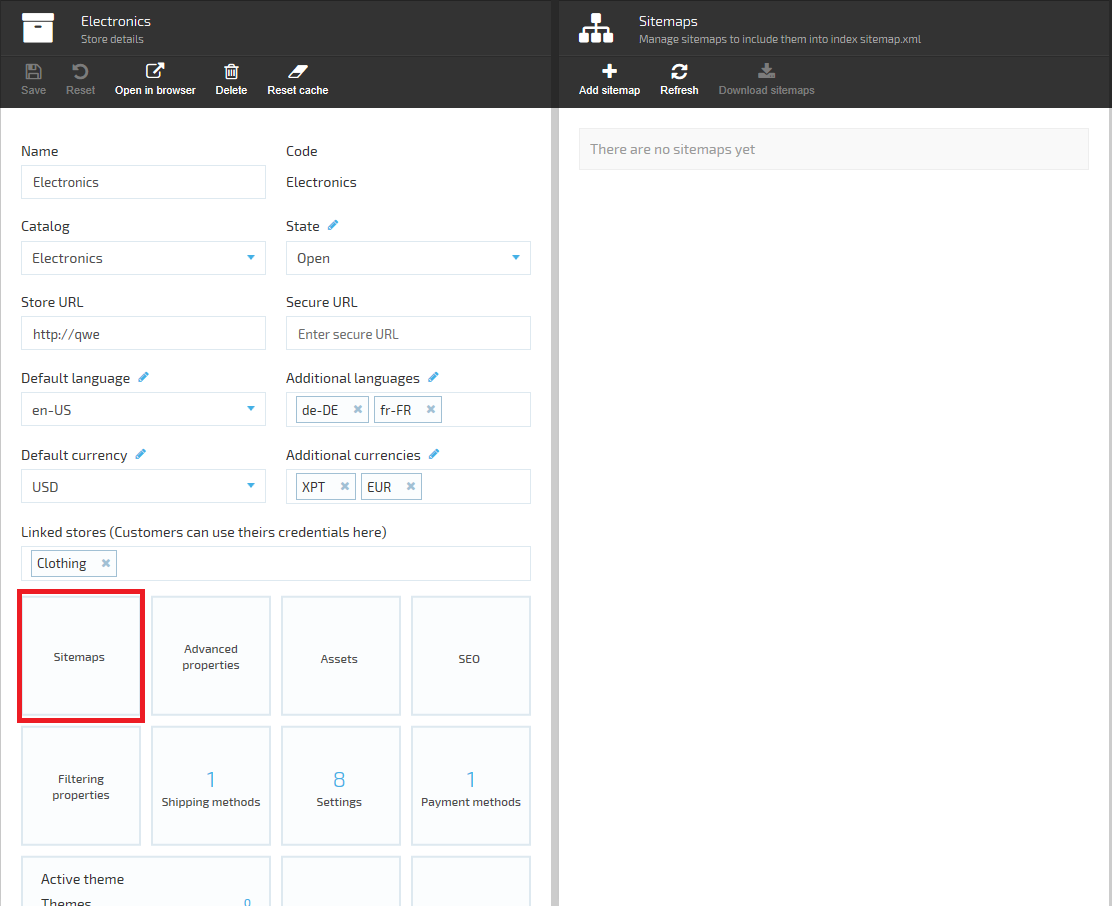 Electronics
Store details
Save Reset Open in browser Delete Reset cache
Name Code
Electronics Electronics
Catalog State
Electronics Open
Store URL Secure URL
http://qwe Enter secure URL
Default language Additional languages
en-US de-DE fr-FR
Default currency Additional currencies
USD XPT EUR
Linked stores (Customers can use theirs credentials here)
Clothing
Sitemaps
Advanced
properties
Assets
SEO
Filtering
properties
1
Shipping methods
8
Settings
1
Payment methods
Active theme
Themes 0
Sitemaps
Manage sitemaps to include them into index sitemap.xml
Add sitemap Refresh Download sitemaps
There are no sitemaps yet